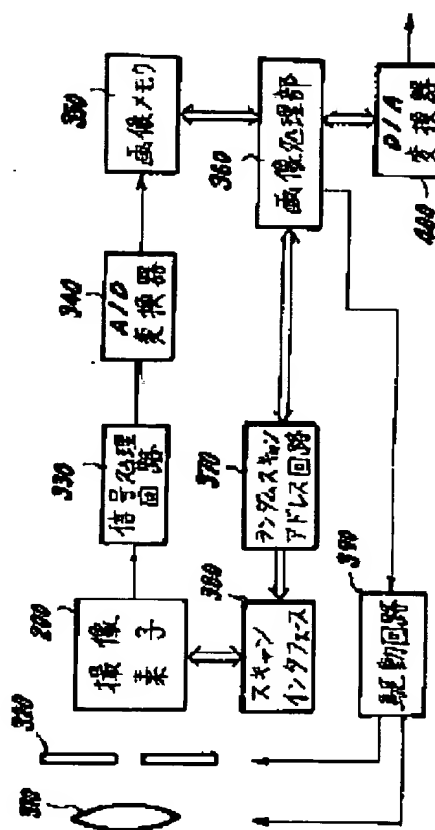 310
320
200
撮像
素子
330
信号処理
回路
340
A/D
変換器
350
画像メモリ
380
スキャン
インタフェース
370
ランダムスキャン
アドレス回路
360
画像処理部
400
D/A
変換器
390
駆動回路